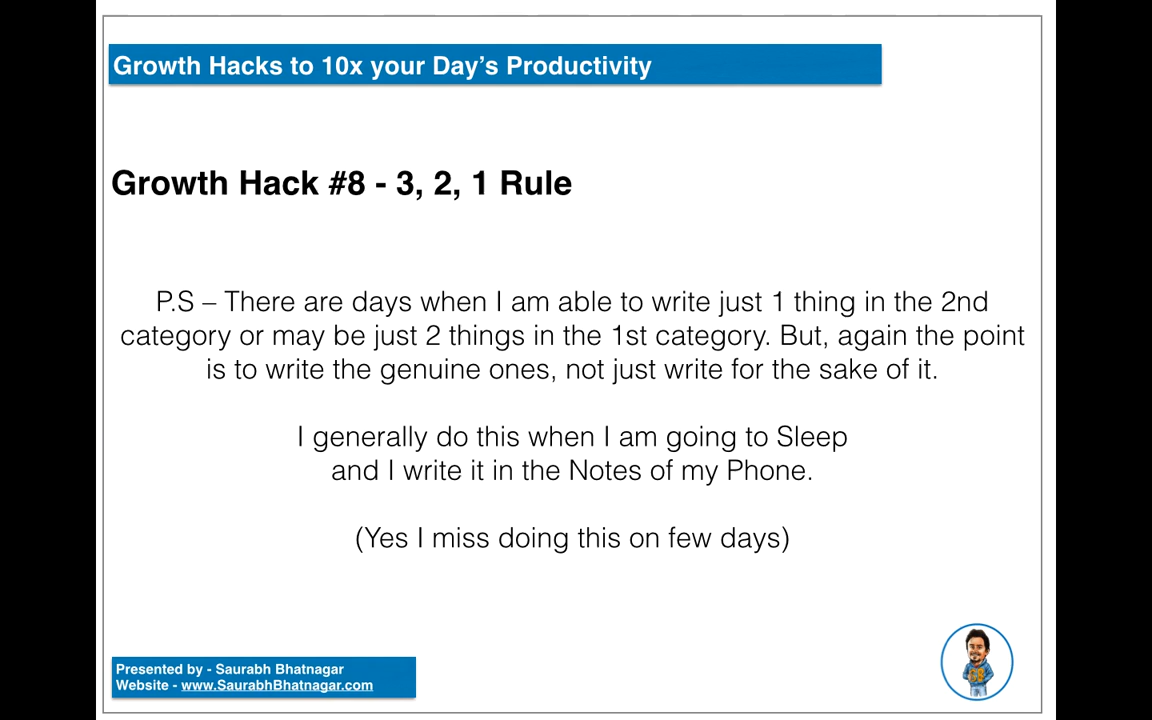 Growth Hacks to 10x your Day’s Productivity
Growth Hack #8 - 3, 2, 1 Rule
P.S – There are days when I am able to write just 1 thing in the 2nd
category or may be just 2 things in the 1st category. But, again the point
is to write the genuine ones, not just write for the sake of it.
I generally do this when I am going to Sleep
and I write it in the Notes of my Phone.
(Yes I miss doing this on few days)
Presented by - Saurabh Bhatnagar
Website - www.SaurabhBhatnagar.com